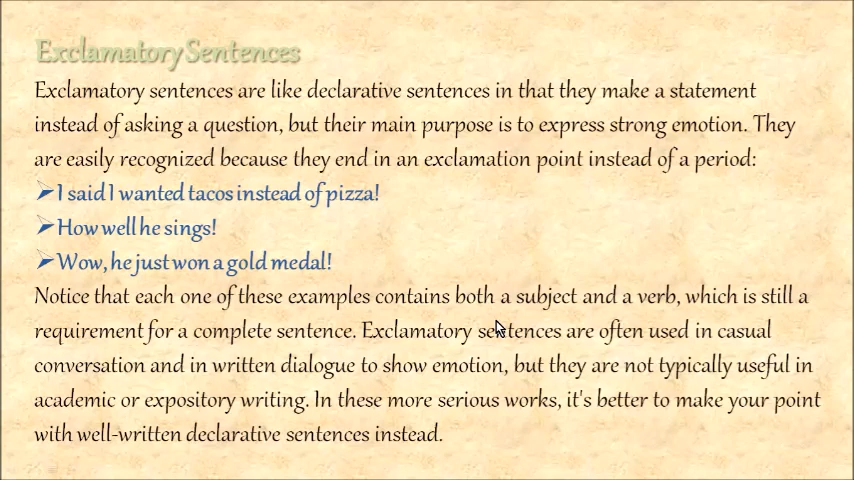 Exclamatory Sentences
Exclamatory sentences are like declarative sentences in that they make a statement
instead of asking a question, but their main purpose is to express strong emotion. They
are easily recognized because they end in an exclamation point instead of a period:
➢I said I wanted tacos instead of pizza!
➢How well he sings!
➢Wow, he just won a gold medal!
Notice that each one of these examples contains both a subject and a verb, which is still a
requirement for a complete sentence. Exclamatory sentences are often used in casual
conversation and in written dialogue to show emotion, but they are not typically useful in
academic or expository writing. In these more serious works, it's better to make your point
with well-written declarative sentences instead.